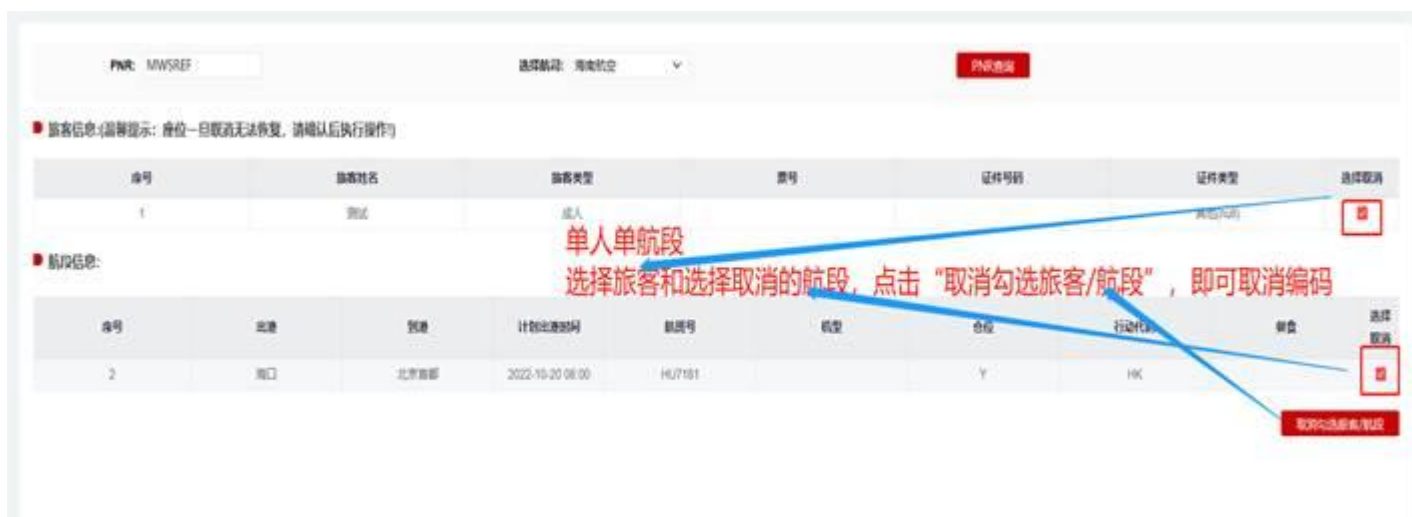 PNR: MWSREF 选择航司: 海南航空 PNR查询
旅客信息:(温馨提示: 座位一旦取消无法恢复, 请确认后执行操作!)
序号 旅客姓名 旅客类型 票号 证件号码 证件类型 选择取消
1 测试 成人
单人单航段
航段信息:
选择旅客和选择取消的航段, 点击“取消勾选旅客/航段”, 即可取消编码
序号 出港 到港 计划出港时间 航班号 机型 仓位 行动代码 餐食 选择
取消
2 海口 北京首都 2022-10-20 08:00 HU7181 Y HK
取消勾选旅客/航段